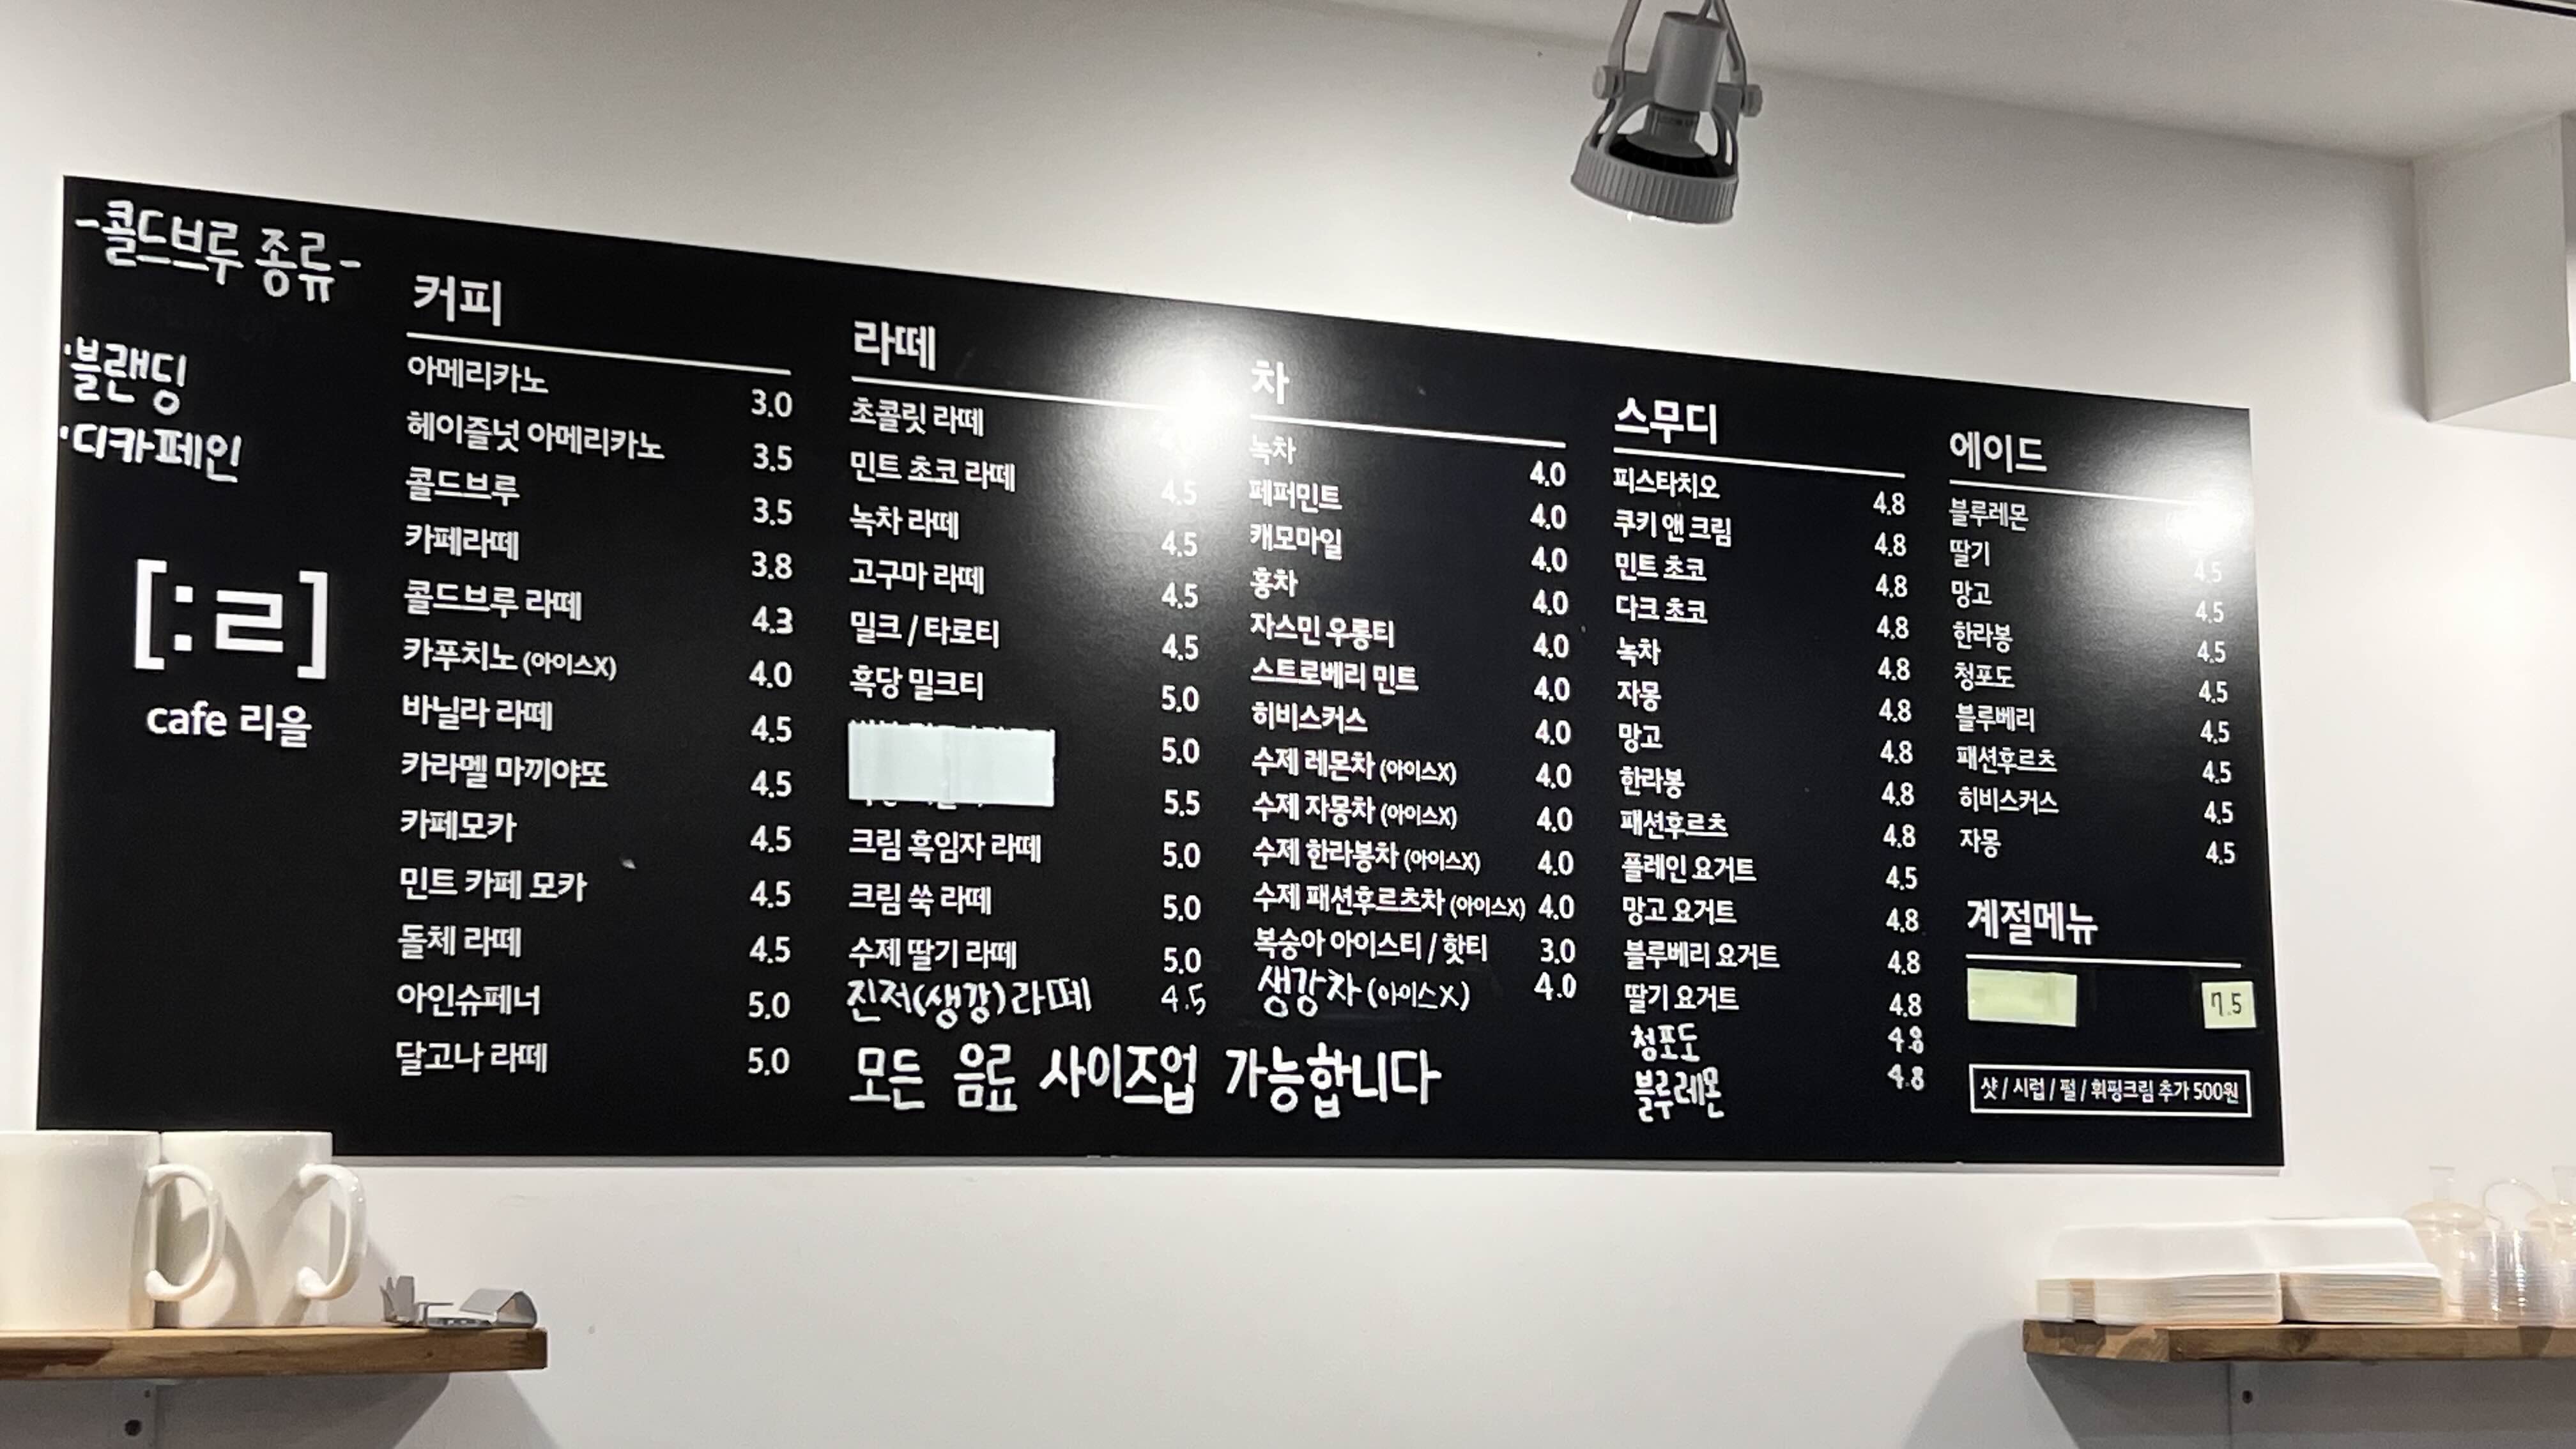 -콜드브루 종류-
·블랜딩
·디카페인
[:ㄹ]
cafe 리을
커피
아메리카노 3.0
헤이즐넛 아메리카노 3.5
콜드브루 3.5
카페라떼 3.8
콜드브루 라떼 4.3
카푸치노 (아이스X) 4.0
바닐라 라떼 4.5
카라멜 마끼야또 4.5
카페모카 4.5
민트 카페 모카 4.5
돌체 라떼 4.5
아인슈페너 5.0
달고나 라떼 5.0
라떼
초콜릿 라떼
민트 초코 라떼 4.5
녹차 라떼 4.5
고구마 라떼 4.5
밀크 / 타로티 4.5
흑당 밀크티 5.0
5.0
5.5
크림 흑임자 라떼 5.0
크림 쑥 라떼 5.0
수제 딸기 라떼 5.0
진저(생강)라떼 4.5
차
녹차 4.0
페퍼민트 4.0
캐모마일 4.0
홍차 4.0
자스민 우롱티 4.0
스트로베리 민트 4.0
히비스커스 4.0
수제 레몬차 (아이스X) 4.0
수제 자몽차 (아이스X) 4.0
수제 한라봉차 (아이스X) 4.0
수제 패션후르츠차 (아이스X) 4.0
복숭아 아이스티 / 핫티 3.0
생강차 (아이스X) 4.0
모든 음료 사이즈업 가능합니다
스무디
피스타치오 4.8
쿠키 앤 크림 4.8
민트 초코 4.8
다크 초코 4.8
녹차 4.8
자몽 4.8
망고 4.8
한라봉 4.8
패션후르츠 4.8
플레인 요거트 4.5
망고 요거트 4.8
블루베리 요거트 4.8
딸기 요거트 4.8
청포도 4.8
블루레몬 4.8
에이드
블루레몬
딸기 4.5
망고 4.5
한라봉 4.5
청포도 4.5
블루베리 4.5
패션후르츠 4.5
히비스커스 4.5
자몽 4.5
계절메뉴
7.5
샷 / 시럽 / 펄 / 휘핑크림 추가 500원